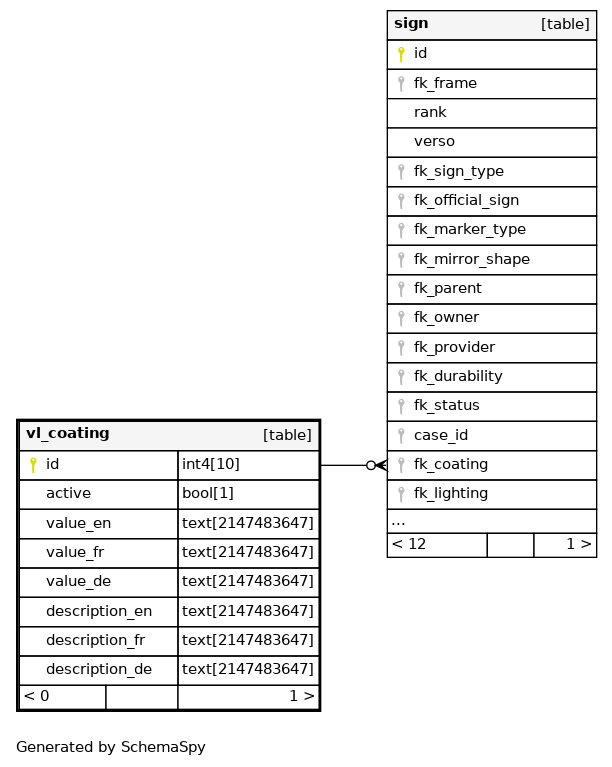 sign [table]
id
fk_frame
rank
verso
fk_sign_type
fk_official_sign
fk_marker_type
fk_mirror_shape
fk_parent
fk_owner
fk_provider
fk_durability
fk_status
case_id
fk_coating
fk_lighting
...
< 12 1 >
vl_coating [table]
id int4[10]
active bool[1]
value_en text[2147483647]
value_fr text[2147483647]
value_de text[2147483647]
description_en text[2147483647]
description_fr text[2147483647]
description_de text[2147483647]
< 0 1 >
Generated by SchemaSpy